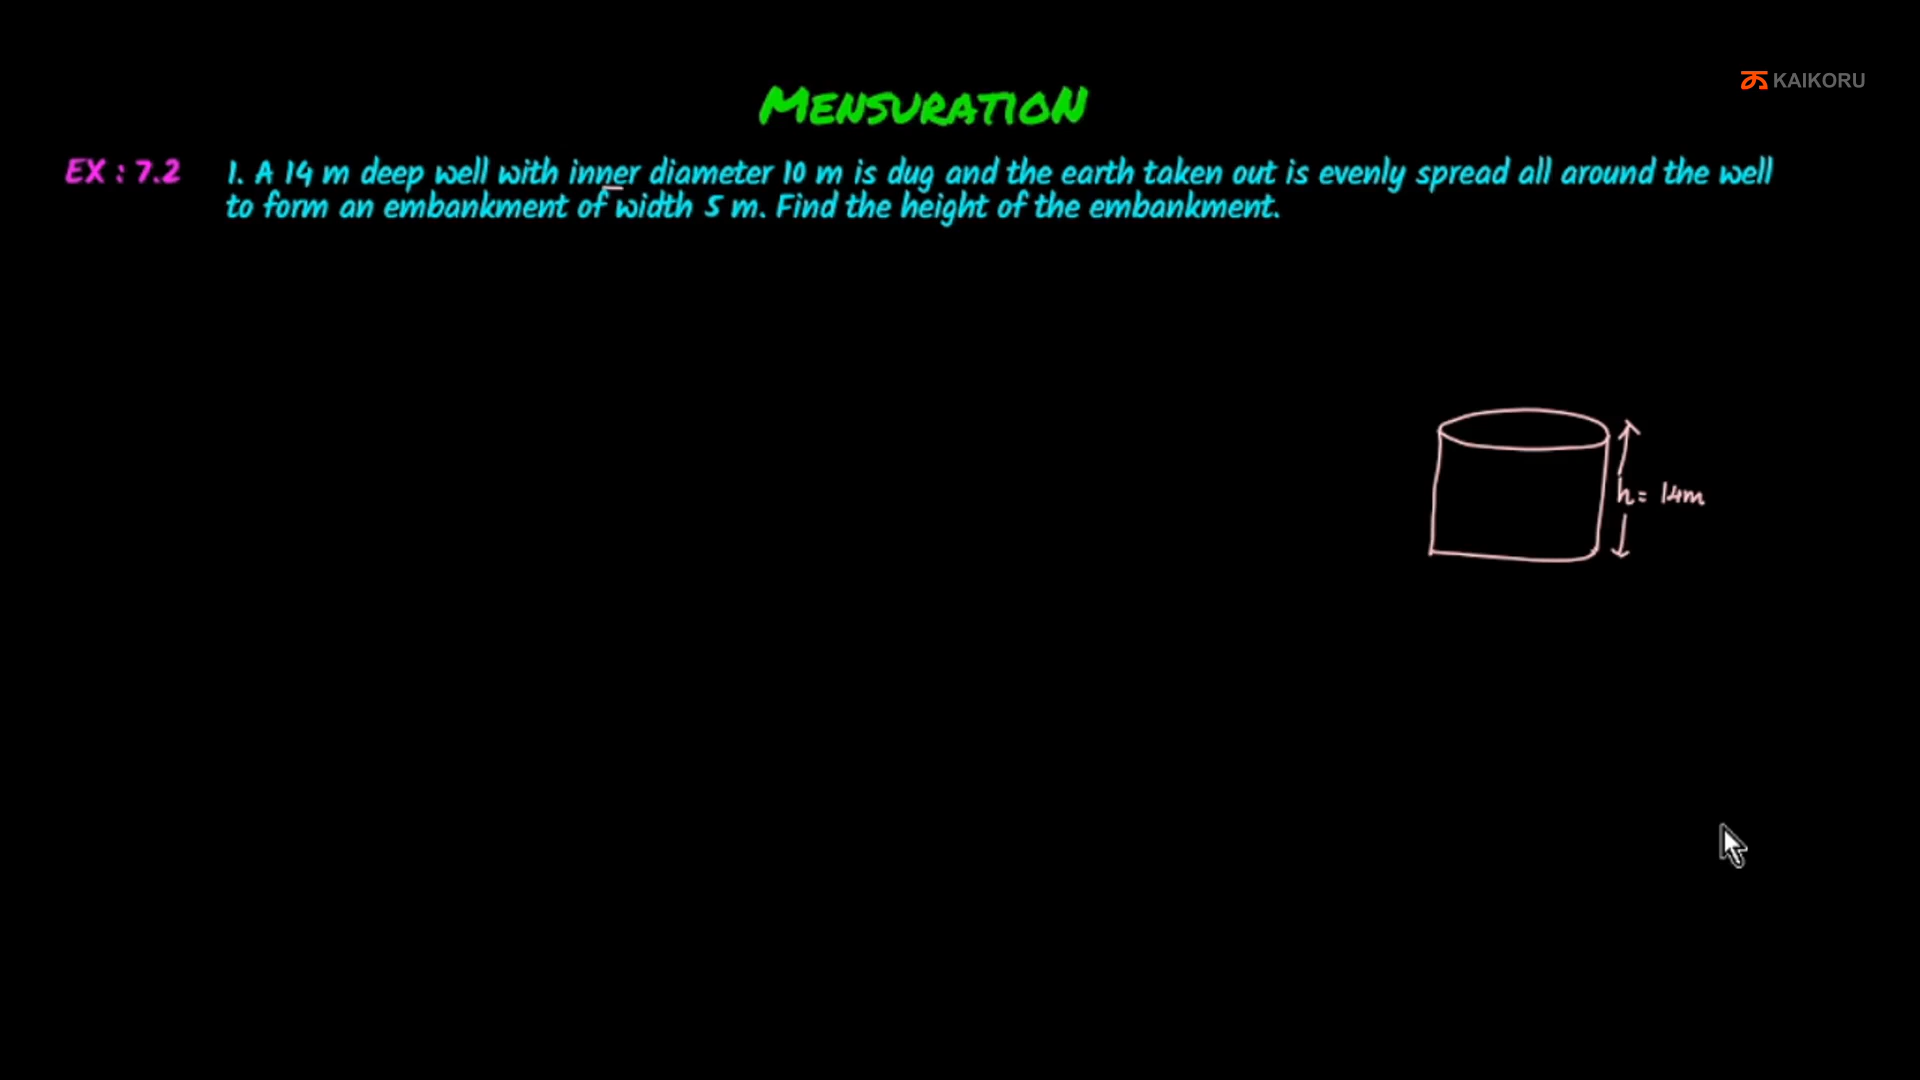 KAIKORU
MENSURATION
EX : 7.2 1. A 14 m deep well with inner diameter 10 m is dug and the earth taken out is evenly spread all around the well
to form an embankment of width 5 m. Find the height of the embankment.
h = 14m